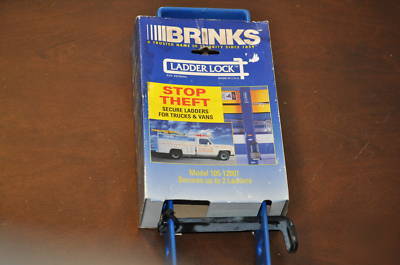 BRINKS
A TRUSTED NAME IN SECURITY SINCE 1859
LADDER LOCK
STOP
THEFT
SECURE LADDERS
FOR TRUCKS & VANS
Model 105-12001
Secures up to 2 Ladders